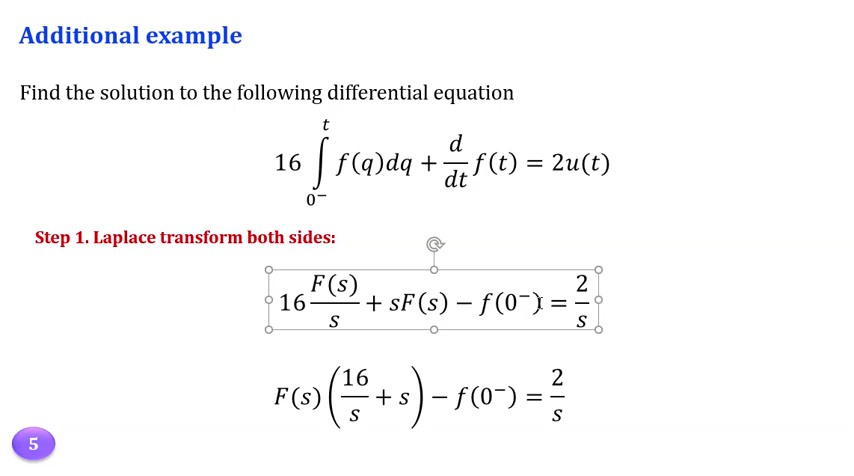 Additional example
Find the solution to the following differential equation
16 ∫_{0⁻}^{t} f(q)dq + d/dt f(t) = 2u(t)
Step 1. Laplace transform both sides:
16 F(s)/s + sF(s) − f(0⁻) = 2/s
F(s)(16/s + s) − f(0⁻) = 2/s
5